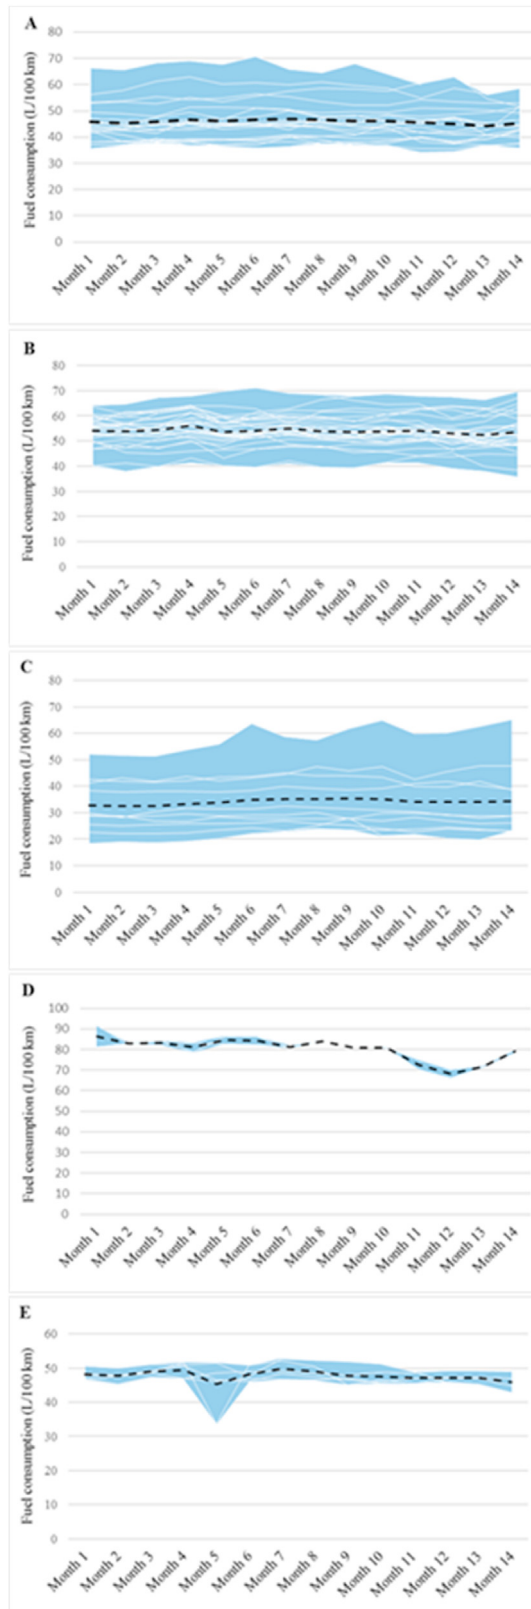 A
Fuel consumption (L/100 km)
80
70
60
50
40
30
20
10
0
Month 1
Month 2
Month 3
Month 4
Month 5
Month 6
Month 7
Month 8
Month 9
Month 10
Month 11
Month 12
Month 13
Month 14
B
Fuel consumption (L/100 km)
80
70
60
50
40
30
20
10
0
Month 1
Month 2
Month 3
Month 4
Month 5
Month 6
Month 7
Month 8
Month 9
Month 10
Month 11
Month 12
Month 13
Month 14
C
Fuel consumption (L/100 km)
80
70
60
50
40
30
20
10
0
Month 1
Month 2
Month 3
Month 4
Month 5
Month 6
Month 7
Month 8
Month 9
Month 10
Month 11
Month 12
Month 13
Month 14
D
Fuel consumption (L/100 km)
100
90
80
70
60
50
40
30
20
10
0
Month 1
Month 2
Month 3
Month 4
Month 5
Month 6
Month 7
Month 8
Month 9
Month 10
Month 11
Month 12
Month 13
Month 14
E
Fuel consumption (L/100 km)
60
50
40
30
20
10
0
Month 1
Month 2
Month 3
Month 4
Month 5
Month 6
Month 7
Month 8
Month 9
Month 10
Month 11
Month 12
Month 13
Month 14